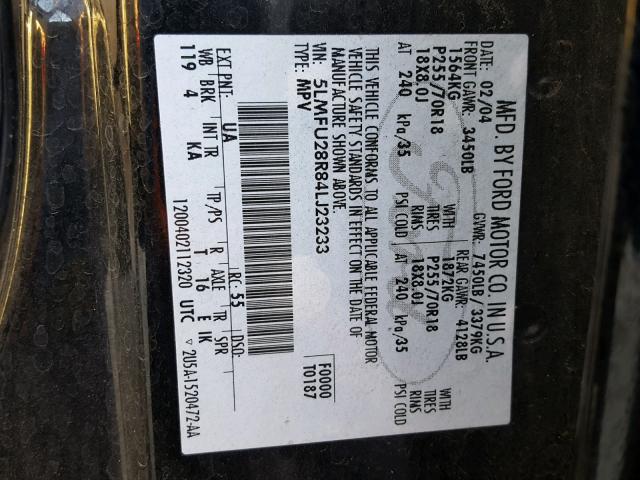 MFD. BY FORD MOTOR CO. IN U.S.A.
DATE: 02/04 GVWR: 7450LB/3379KG
FRONT GAWR: 3450LB REAR GAWR: 4128LB
1564KG WITH 1872KG WITH
P255/70R18 TIRES P255/70R18 TIRES
18X8.0J RIMS 18X8.0J RIMS
AT 240 kPa/35 PSI COLD AT 240 kPa/35 PSI COLD
THIS VEHICLE CONFORMS TO ALL APPLICABLE FEDERAL MOTOR
VEHICLE SAFETY STANDARDS IN EFFECT ON THE DATE OF
MANUFACTURE SHOWN ABOVE.
VIN: 5LMFU28R84LJ23233 F0000
TYPE: MPV T0187
EXT PNT: UA RC: 55 DSO:
WB BRK INT TR TP/PS R AXLE TR SPR
119 4 KA T 16 E IK
1200402112320 UTC ▽ 2U5A-1520472-AA